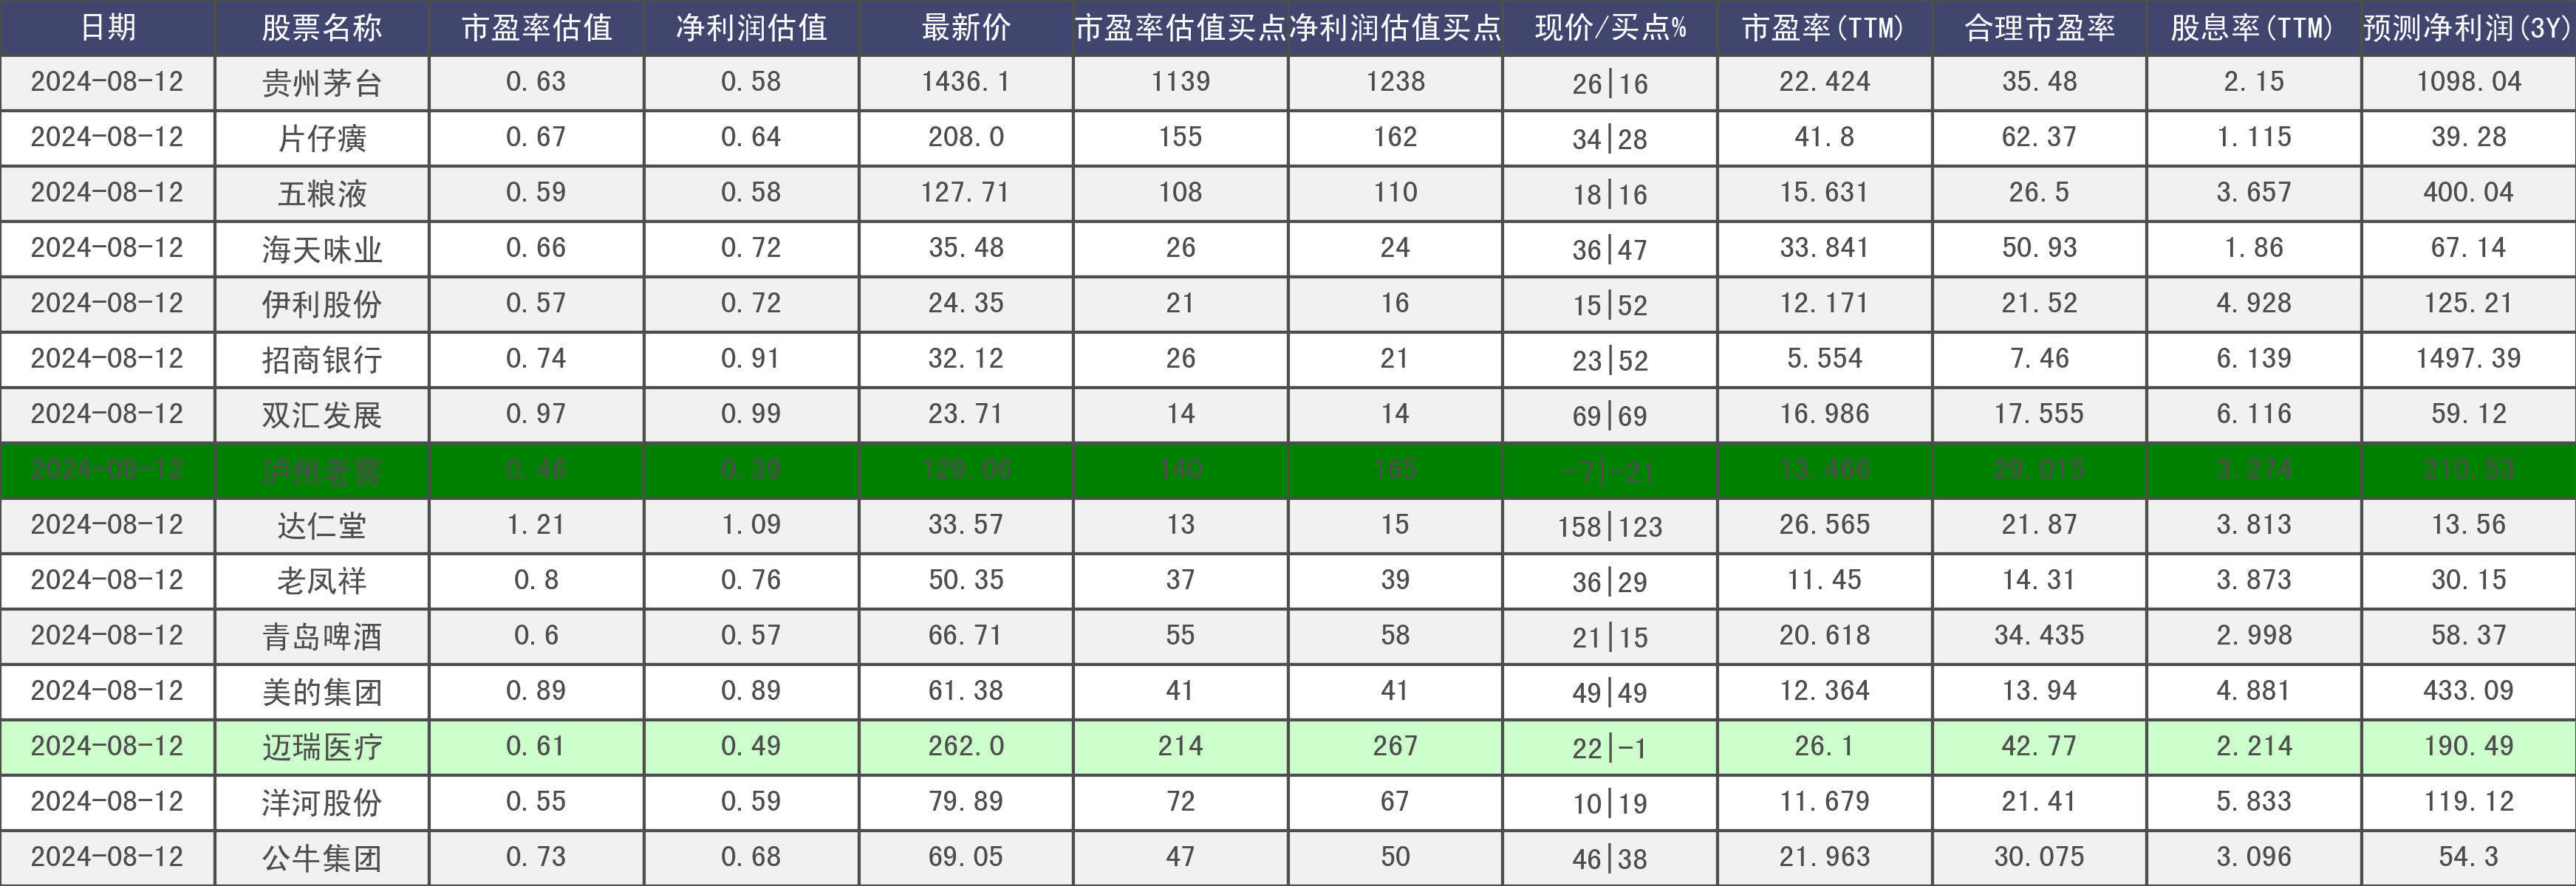 日期 股票名称 市盈率估值 净利润估值 最新价 市盈率估值买点 净利润估值买点 现价/买点% 市盈率(TTM) 合理市盈率 股息率(TTM) 预测净利润(3Y)
2024-08-12 贵州茅台 0.63 0.58 1436.1 1139 1238 26|16 22.424 35.48 2.15 1098.04
2024-08-12 片仔癀 0.67 0.64 208.0 155 162 34|28 41.8 62.37 1.115 39.28
2024-08-12 五粮液 0.59 0.58 127.71 108 110 18|16 15.631 26.5 3.657 400.04
2024-08-12 海天味业 0.66 0.72 35.48 26 24 36|47 33.841 50.93 1.86 67.14
2024-08-12 伊利股份 0.57 0.72 24.35 21 16 15|52 12.171 21.52 4.928 125.21
2024-08-12 招商银行 0.74 0.91 32.12 26 21 23|52 5.554 7.46 6.139 1497.39
2024-08-12 双汇发展 0.97 0.99 23.71 14 14 69|69 16.986 17.555 6.116 59.12
2024-08-12 泸州老窖 0.46 0.39 129.06 140 165 -7|-21 13.466 29.015 3.274 210.53
2024-08-12 达仁堂 1.21 1.09 33.57 13 15 158|123 26.565 21.87 3.813 13.56
2024-08-12 老凤祥 0.8 0.76 50.35 37 39 36|29 11.45 14.31 3.873 30.15
2024-08-12 青岛啤酒 0.6 0.57 66.71 55 58 21|15 20.618 34.435 2.998 58.37
2024-08-12 美的集团 0.89 0.89 61.38 41 41 49|49 12.364 13.94 4.881 433.09
2024-08-12 迈瑞医疗 0.61 0.49 262.0 214 267 22|-1 26.1 42.77 2.214 190.49
2024-08-12 洋河股份 0.55 0.59 79.89 72 67 10|19 11.679 21.41 5.833 119.12
2024-08-12 公牛集团 0.73 0.68 69.05 47 50 46|38 21.963 30.075 3.096 54.3